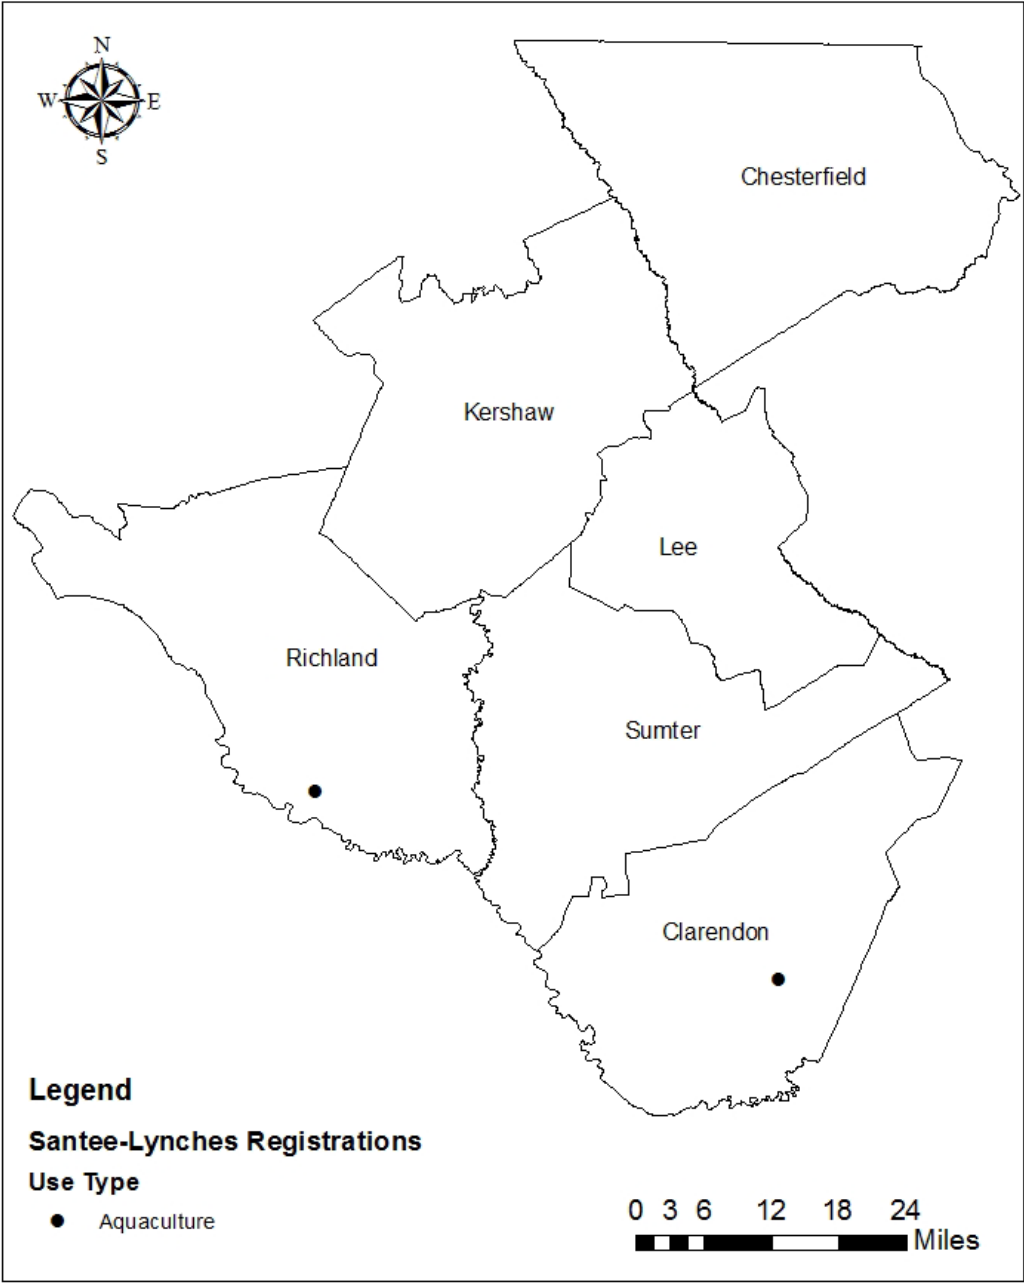 N
W E
S
Chesterfield
Kershaw
Lee
Richland
Sumter
Clarendon
Legend
Santee-Lynches Registrations
Use Type
Aquaculture
0 3 6 12 18 24
Miles